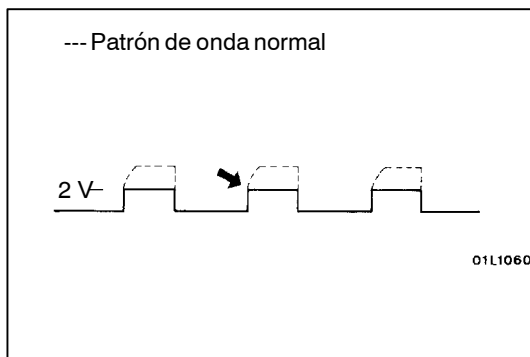 --- Patrón de onda normal
2 V
01L1060